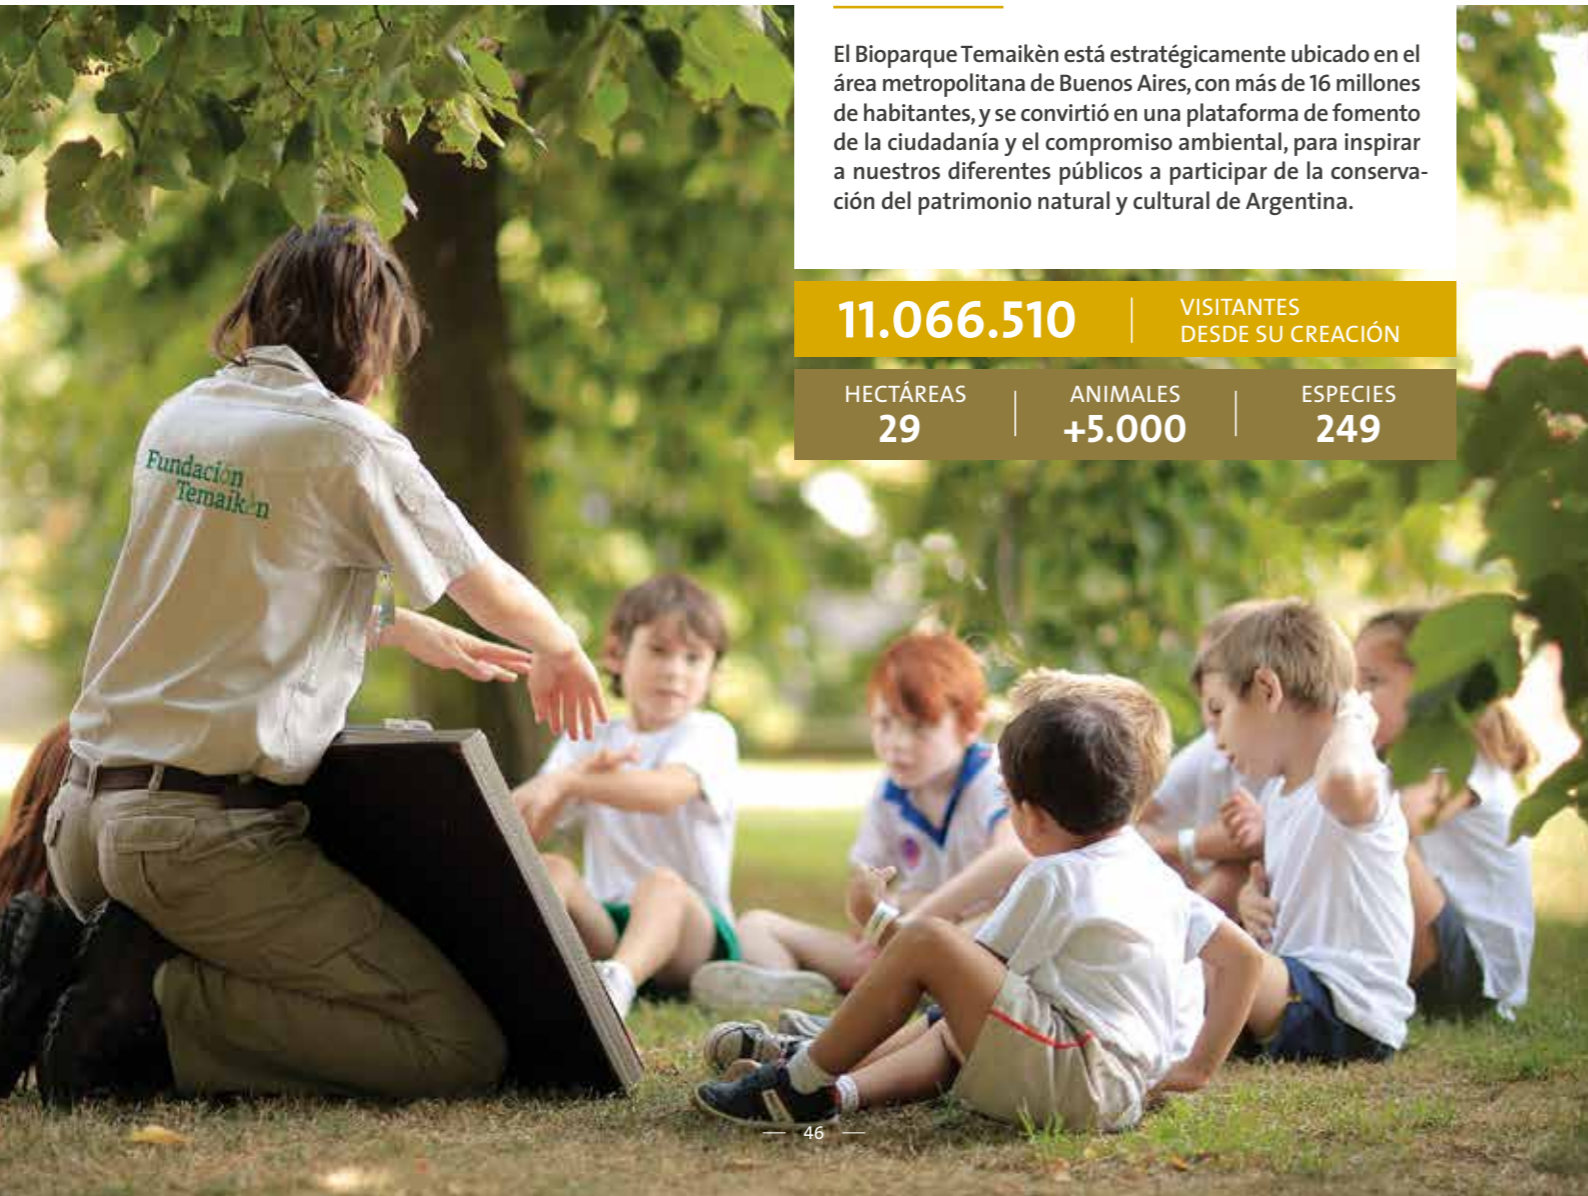 El Bioparque Temaikèn está estratégicamente ubicado en el
área metropolitana de Buenos Aires, con más de 16 millones
de habitantes, y se convirtió en una plataforma de fomento
de la ciudadanía y el compromiso ambiental, para inspirar
a nuestros diferentes públicos a participar de la conserva-
ción del patrimonio natural y cultural de Argentina.
11.066.510
VISITANTES
DESDE SU CREACIÓN
HECTÁREAS
29
ANIMALES
+5.000
ESPECIES
249
Fundación
Temaikèn
46